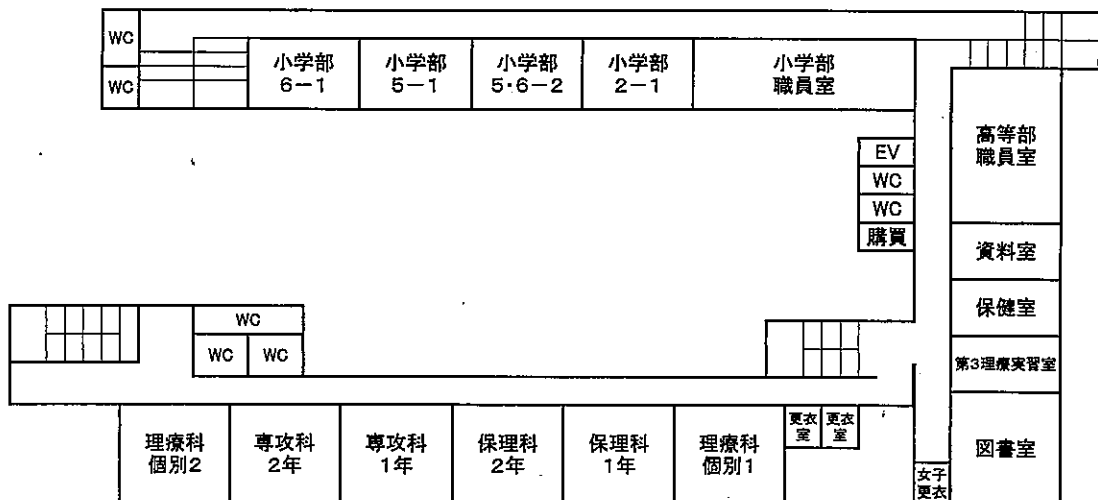 WC
WC
小学部
6-1
小学部
5-1
小学部
5・6-2
小学部
2-1
小学部
職員室
高等部
職員室
EV
WC
WC
購買
資料室
保健室
第3理療実習室
図書室
WC
WC
WC
理療科
個別2
専攻科
2年
専攻科
1年
保理科
2年
保理科
1年
理療科
個別1
更衣
室
更衣
室
女子
更衣